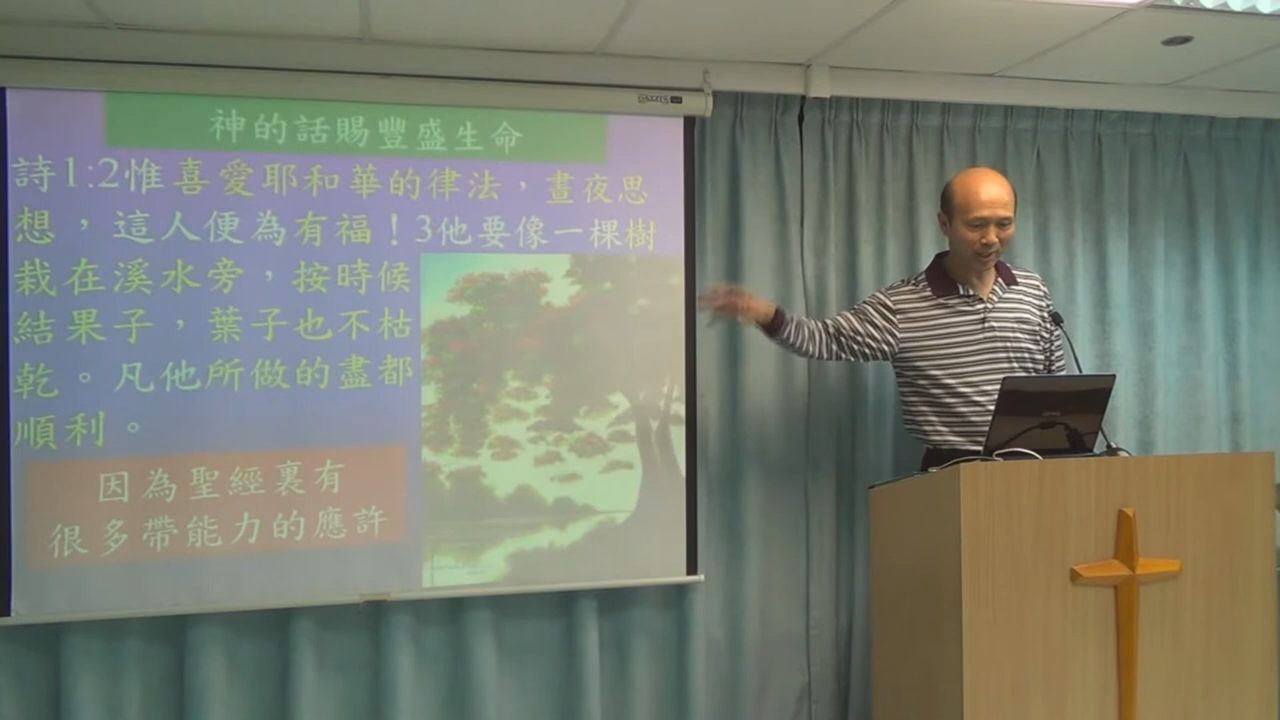 神的話賜豐盛生命
詩1:2惟喜愛耶和華的律法，晝夜思
想，這人便為有福！3他要像一棵樹
栽在溪水旁，按時候
結果子，葉子也不枯
乾。凡他所做的盡都
順利。
因為聖經裏有
很多帶能力的應許